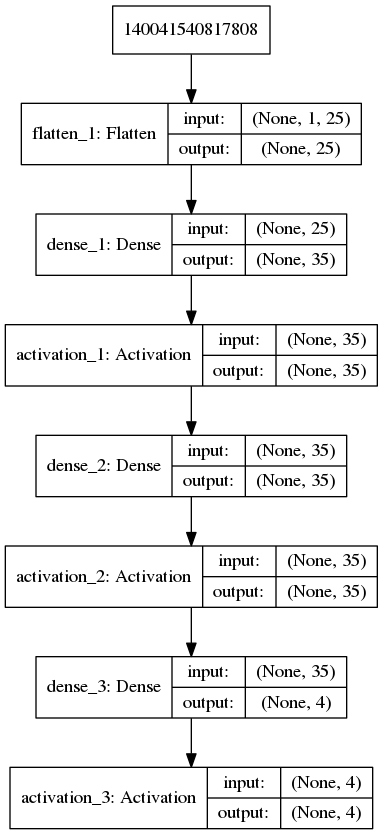 140041540817808
flatten_1: Flatten
input:
(None, 1, 25)
output:
(None, 25)
dense_1: Dense
input:
(None, 25)
output:
(None, 35)
activation_1: Activation
input:
(None, 35)
output:
(None, 35)
dense_2: Dense
input:
(None, 35)
output:
(None, 35)
activation_2: Activation
input:
(None, 35)
output:
(None, 35)
dense_3: Dense
input:
(None, 35)
output:
(None, 4)
activation_3: Activation
input:
(None, 4)
output:
(None, 4)